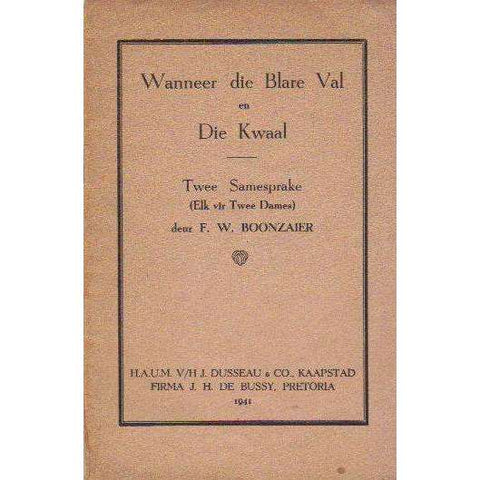 Wanneer die Blare Val
en
Die Kwaal
Twee Samesprake
(Elk vir Twee Dames)
deur F. W. BOONZAIER
H.A.U.M. V/H J. DUSSEAU & CO., KAAPSTAD
FIRMA J. H. DE BUSSY, PRETORIA
1941